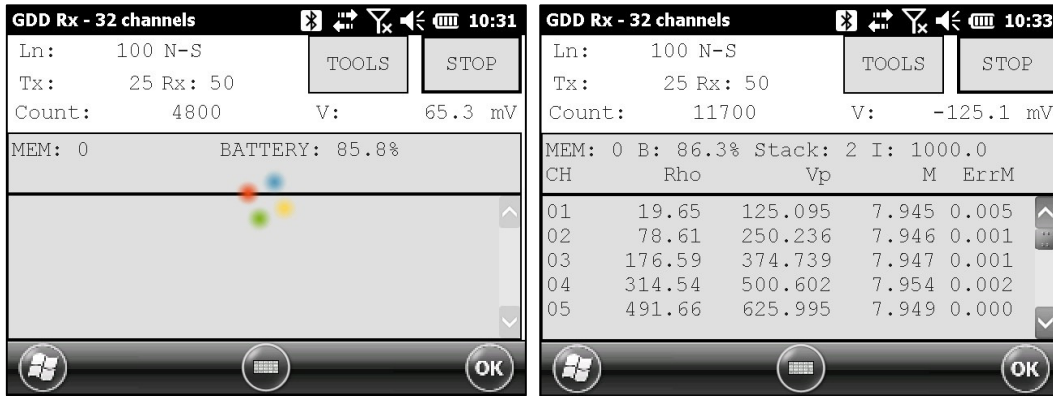 GDD Rx - 32 channels 10:31
Ln: 100 N-S
TOOLS STOP
Tx: 25 Rx: 50
Count: 4800 V: 65.3 mV
MEM: 0 BATTERY: 85.8%
OK
GDD Rx - 32 channels 10:33
Ln: 100 N-S
TOOLS STOP
Tx: 25 Rx: 50
Count: 11700 V: -125.1 mV
MEM: 0 B: 86.3% Stack: 2 I: 1000.0
CH Rho Vp M ErrM
01 19.65 125.095 7.945 0.005
02 78.61 250.236 7.946 0.001
03 176.59 374.739 7.947 0.001
04 314.54 500.602 7.954 0.002
05 491.66 625.995 7.949 0.000
OK